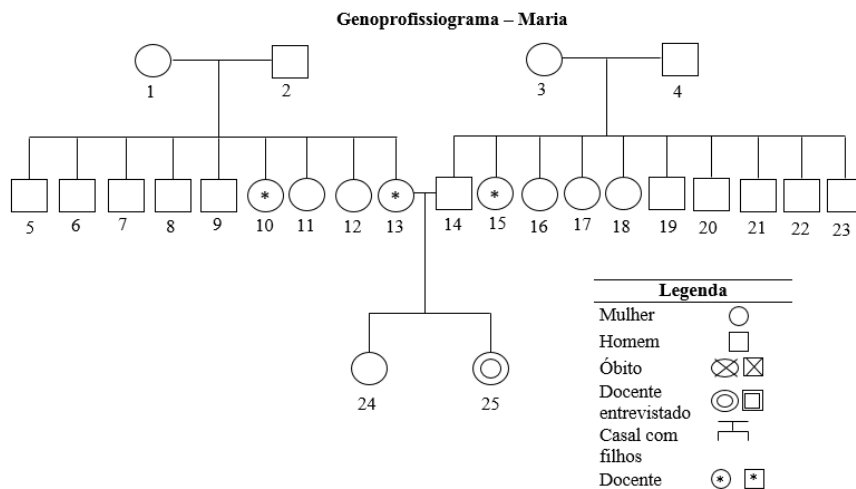 Genoprofissiograma – Maria
1 2 3 4
* * *
5 6 7 8 9 10 11 12 13 14 15 16 17 18 19 20 21 22 23
Legenda
Mulher
Homem
Óbito
Docente
entrevistado
Casal com
filhos
Docente * *
24 25